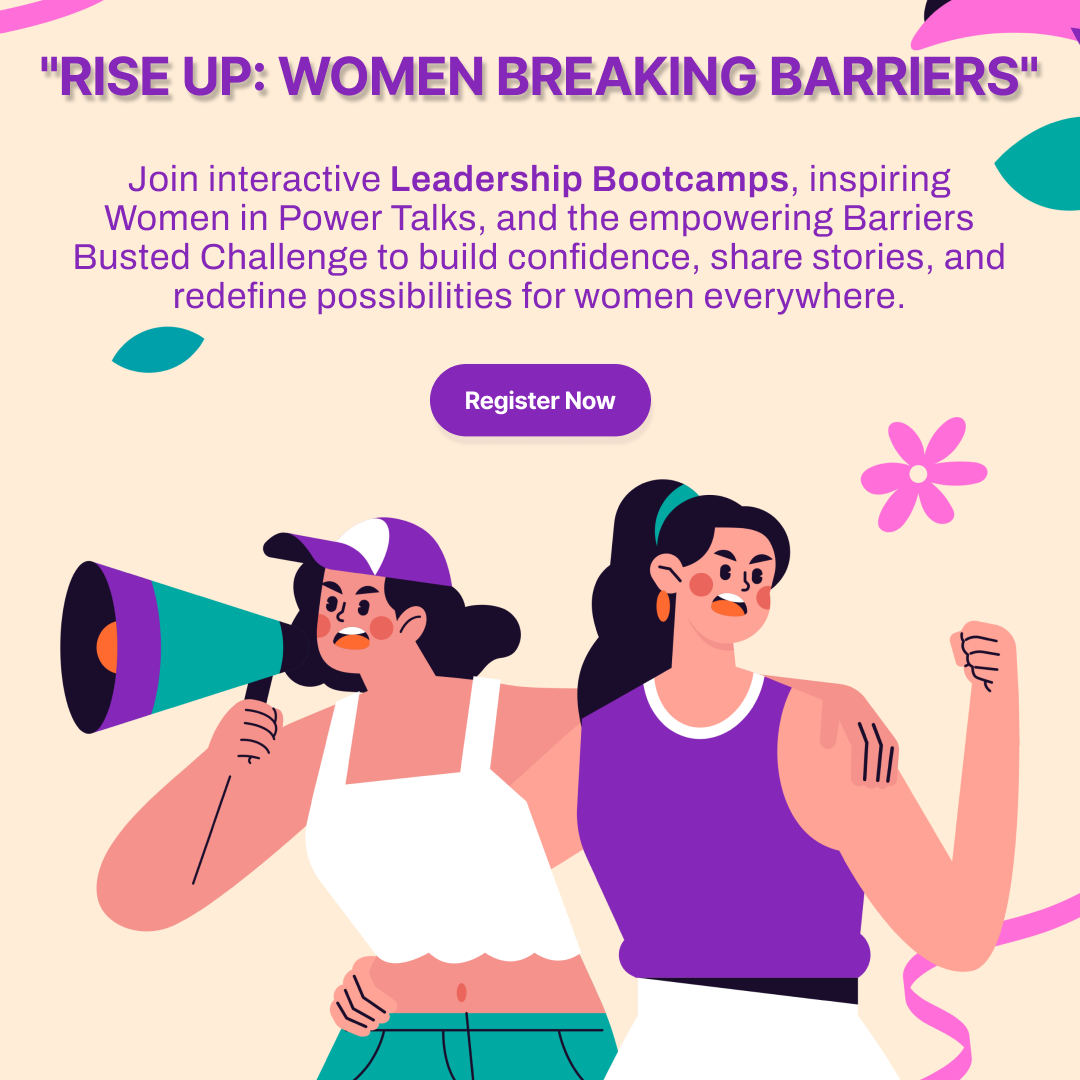 "RISE UP: WOMEN BREAKING BARRIERS"
Join interactive Leadership Bootcamps, inspiring
Women in Power Talks, and the empowering Barriers
Busted Challenge to build confidence, share stories, and
redefine possibilities for women everywhere.
Register Now